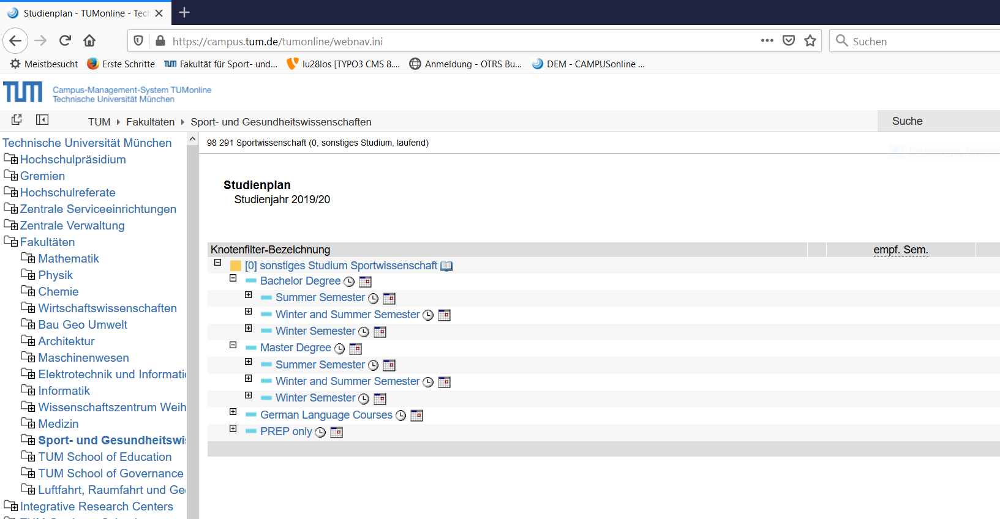 Studienplan - TUMonline - Tech
https://campus.tum.de/tumonline/webnav.ini
Suchen
Meistbesucht
Erste Schritte
TUM Fakultät für Sport- und...
lu28los [TYPO3 CMS 8....
Anmeldung - OTRS Bu...
DEM - CAMPUSonline ...
TUM
Campus-Management-System TUMonline
Technische Universität München
TUM
Fakultäten
Sport- und Gesundheitswissenschaften
Suche
Technische Universität München
Hochschulpräsidium
Gremien
Hochschulreferate
Zentrale Serviceeinrichtungen
Zentrale Verwaltung
Fakultäten
Mathematik
Physik
Chemie
Wirtschaftswissenschaften
Bau Geo Umwelt
Architektur
Maschinenwesen
Elektrotechnik und Informatio
Informatik
Wissenschaftszentrum Weih
Medizin
Sport- und Gesundheitswis
TUM School of Education
TUM School of Governance
Luftfahrt, Raumfahrt und Geo
Integrative Research Centers
98 291 Sportwissenschaft (0, sonstiges Studium, laufend)
Studienplan
Studienjahr 2019/20
Knotenfilter-Bezeichnung
empf. Sem.
[0] sonstiges Studium Sportwissenschaft
Bachelor Degree
Summer Semester
Winter and Summer Semester
Winter Semester
Master Degree
Summer Semester
Winter and Summer Semester
Winter Semester
German Language Courses
PREP only